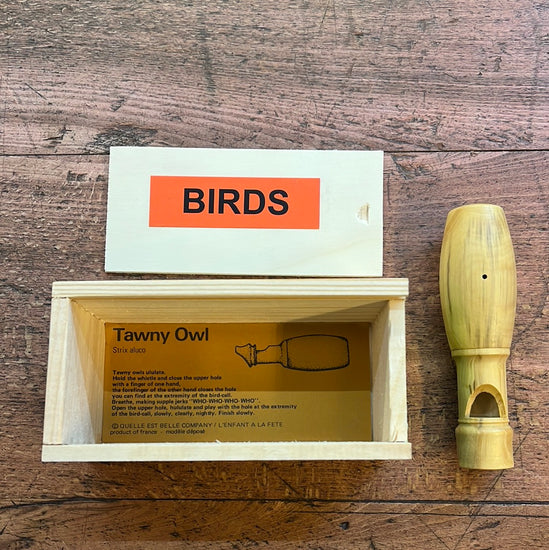 BIRDS
Tawny Owl
Strix aluco
Tawny owls ululate.
Hold the whistle and close the upper hole
with a finger of one hand,
the forefinger of the other hand closes the hole
you can find at the extremity of the bird-call.
Breathe, making supple jerks "WHO-WHO-WHO-WHO".
Open the upper hole, hululate and play with the hole at the extremity
of the bird-call, slowly, clearly, nightly. Finish slowly.
© QUELLE EST BELLE COMPANY / L'ENFANT A LA FETE
product of france - modèle déposé